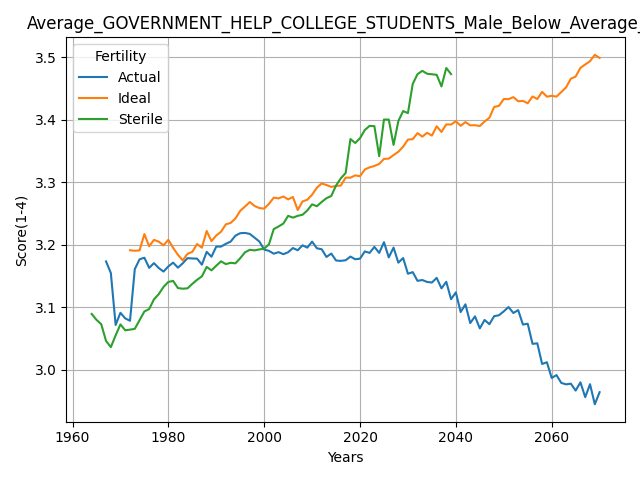 Average_GOVERNMENT_HELP_COLLEGE_STUDENTS_Male_Below_Average_
Fertility
Actual
Ideal
Sterile
Score(1-4)
3.5
3.4
3.3
3.2
3.1
3.0
1960 1980 2000 2020 2040 2060
Years